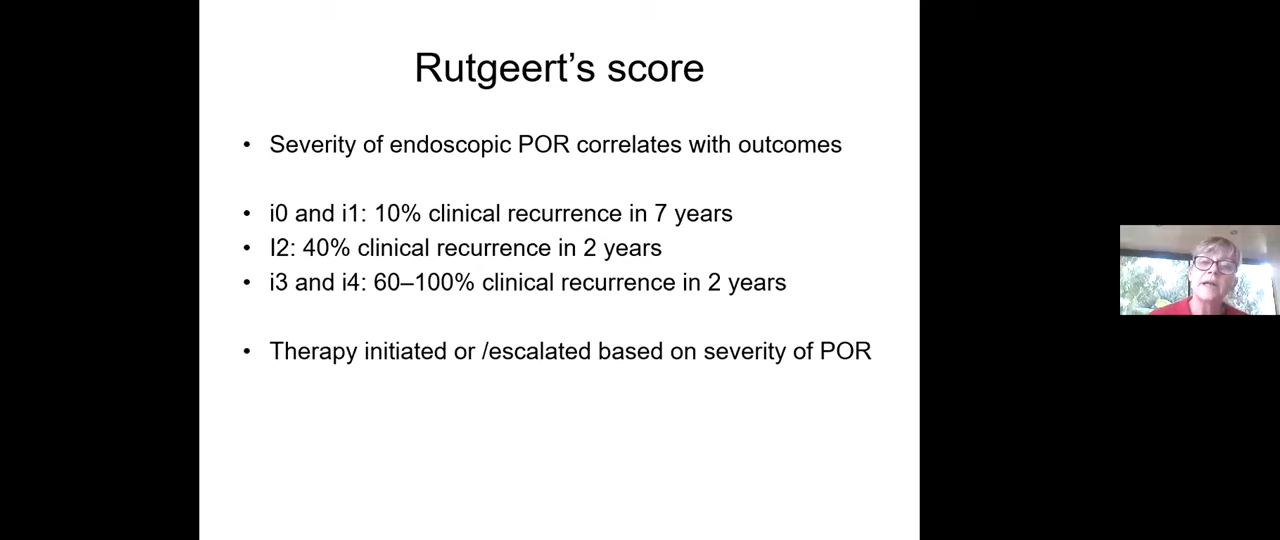 Rutgeert’s score
• Severity of endoscopic POR correlates with outcomes
• i0 and i1: 10% clinical recurrence in 7 years
• I2: 40% clinical recurrence in 2 years
• i3 and i4: 60–100% clinical recurrence in 2 years
• Therapy initiated or /escalated based on severity of POR